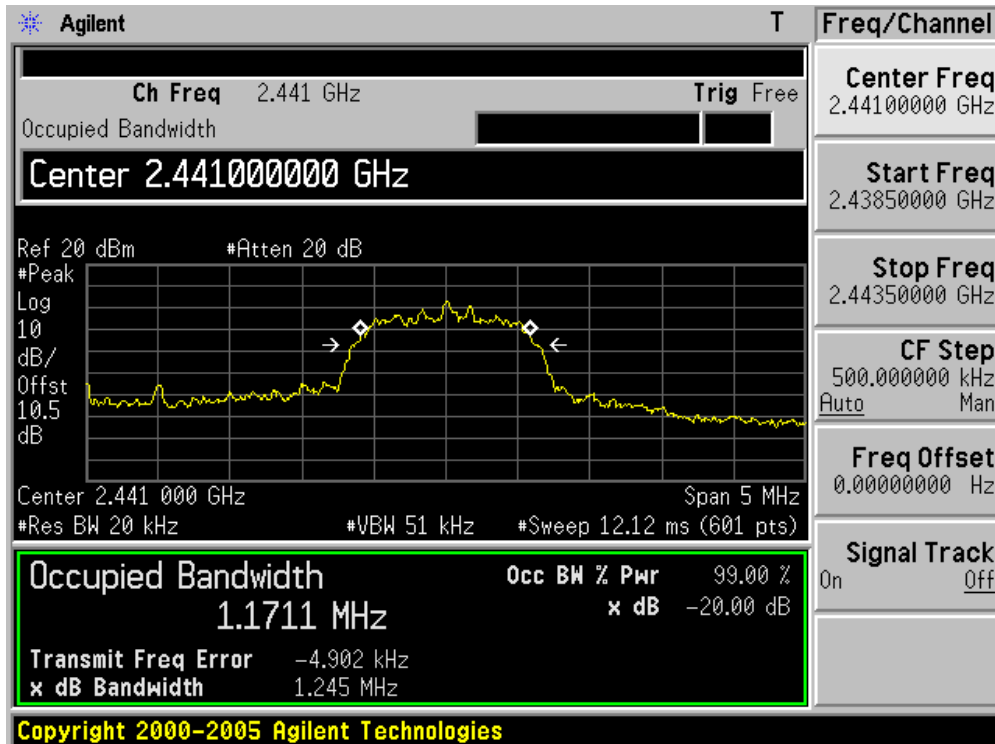 Agilent T
Ch Freq 2.441 GHz Trig Free
Occupied Bandwidth
Center 2.441000000 GHz
Ref 20 dBm #Atten 20 dB
#Peak
Log
10
dB/
Offst
10.5
dB
Center 2.441 000 GHz Span 5 MHz
#Res BW 20 kHz #VBW 51 kHz #Sweep 12.12 ms (601 pts)
Occupied Bandwidth
1.1711 MHz
Occ BW % Pwr 99.00 %
x dB -20.00 dB
Transmit Freq Error -4.902 kHz
x dB Bandwidth 1.245 MHz
Copyright 2000-2005 Agilent Technologies
Freq/Channel
Center Freq
2.44100000 GHz
Start Freq
2.43850000 GHz
Stop Freq
2.44350000 GHz
CF Step
500.000000 kHz
Auto Man
Freq Offset
0.00000000 Hz
Signal Track
On Off